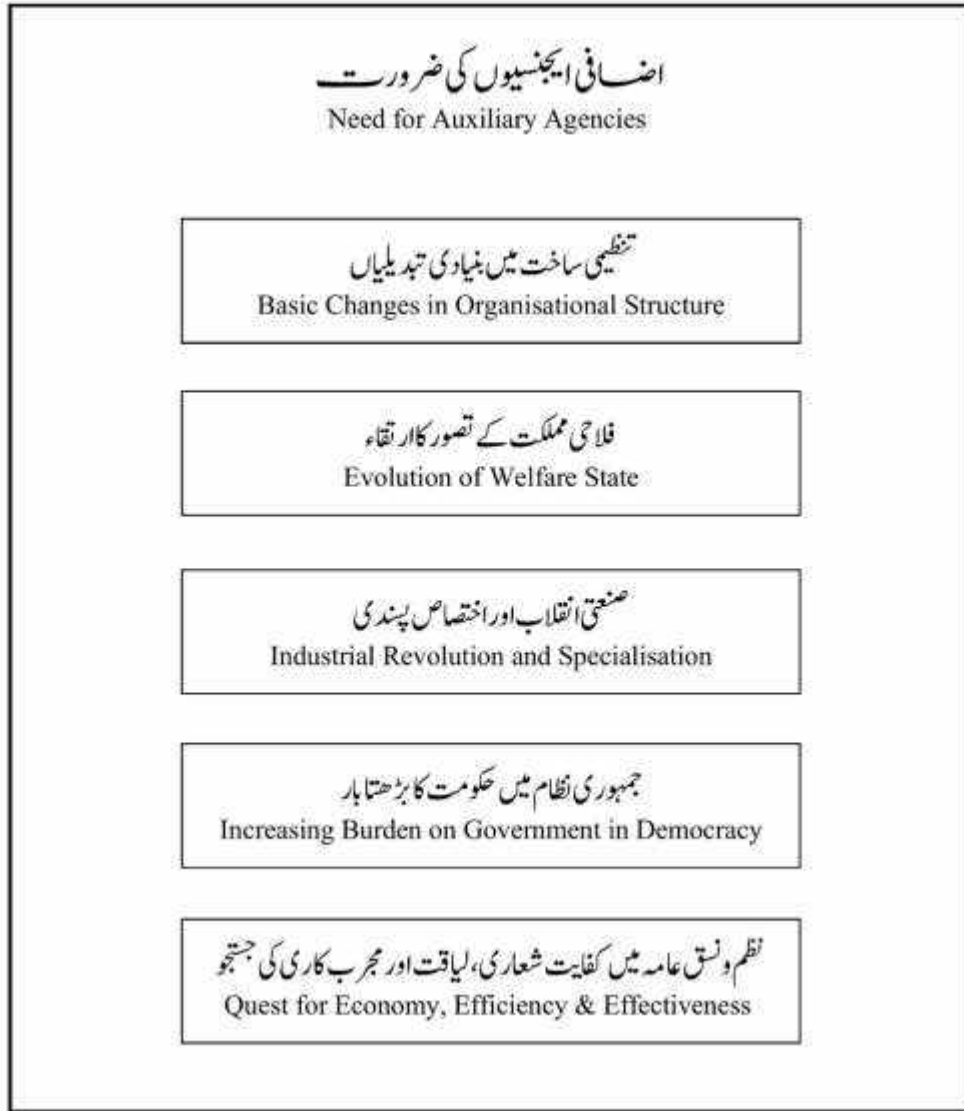 اضافی ایجنسیوں کی ضرورت
Need for Auxiliary Agencies
تنظیمی ساخت میں بنیادی تبدیلیاں
Basic Changes in Organisational Structure
فلاحی مملکت کے تصور کا ارتقاء
Evolution of Welfare State
صنعتی انقلاب اور اختصاص پسندی
Industrial Revolution and Specialisation
جمہوری نظام میں حکومت کا بڑھتا بار
Increasing Burden on Government in Democracy
نظم و نسق عامہ میں کفایت شعاری، لیاقت اور مجرب کاری کی جستجو
Quest for Economy, Efficiency & Effectiveness